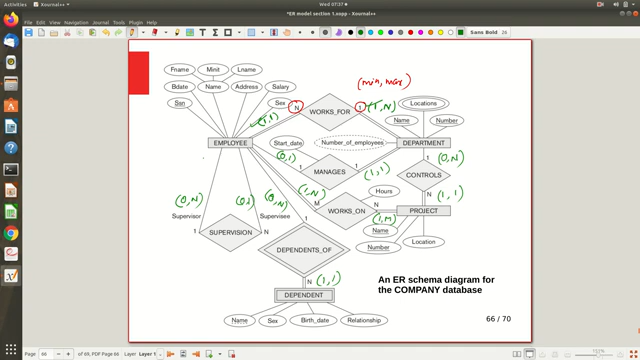 Activities
Xournal++
Wed 07:37
*ER model section 1.xopp - Xournal++
File Edit View Navigation Journal Tools Plugin Help
Sans Bold 26
(min, max)
Fname Minit Lname
Bdate Name Address Salary
Ssn Sex
N 1 (1,N)
(1,1)
WORKS_FOR
Locations
Name Number
EMPLOYEE
Start_date
Number_of_employees
DEPARTMENT
(0,1)
1 MANAGES 1
(1,1)
1 (0,N)
CONTROLS
Hours
N (1,1)
(0,N) (0,1) (0,N) (1,N)
M WORKS_ON N
PROJECT
Supervisor Supervisee
(1,M)
1 SUPERVISION N
1
Name
Number Location
DEPENDENTS_OF
N (1,1)
DEPENDENT
Name Sex Birth_date Relationship
An ER schema diagram for
the COMPANY database
66 / 70
Page 66 of 69, PDF Page 66 Layer Layer 1